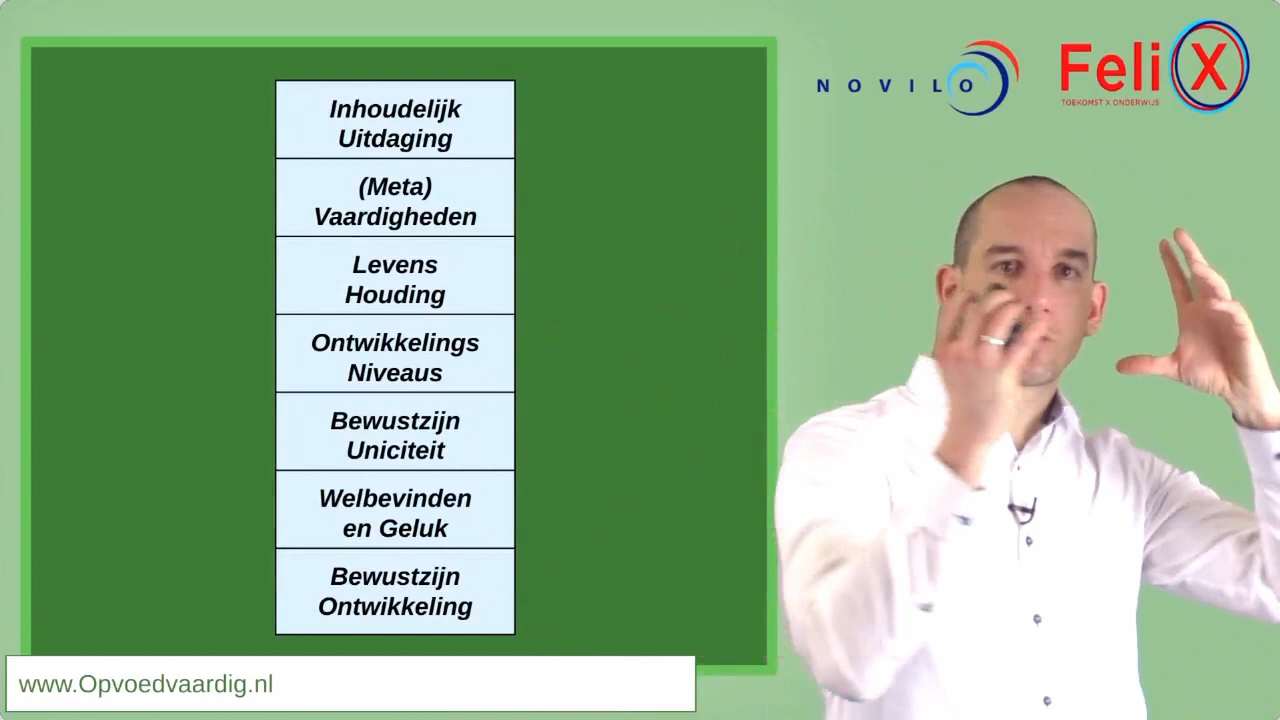 Inhoudelijk
Uitdaging
(Meta)
Vaardigheden
Levens
Houding
Ontwikkelings
Niveaus
Bewustzijn
Uniciteit
Welbevinden
en Geluk
Bewustzijn
Ontwikkeling
www.Opvoedvaardig.nl
NOVILO
FeliX
TOEKOMST X ONDERWIJS